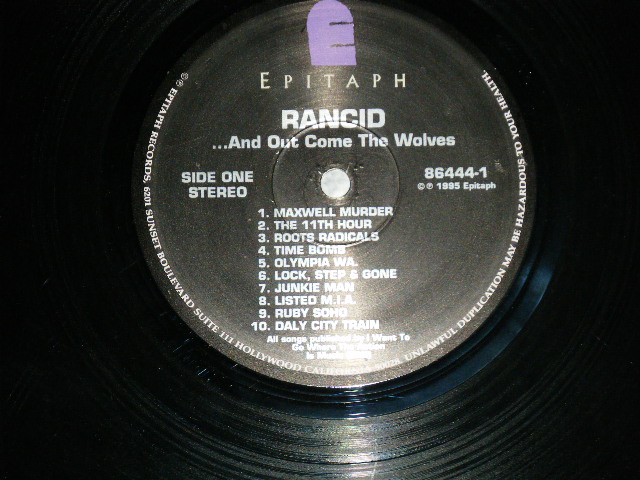 EPITAPH
RANCID
...And Out Come The Wolves
SIDE ONE
STEREO
86444-1
©℗ 1995 Epitaph
1. MAXWELL MURDER
2. THE 11TH HOUR
3. ROOTS RADICALS
4. TIME BOMB
5. OLYMPIA WA.
6. LOCK, STEP & GONE
7. JUNKIE MAN
8. LISTED M.I.A.
9. RUBY SOHO
10. DALY CITY TRAIN
All songs published by I Want To
Go Where The
Is
© EPITAPH RECORDS, 6201 SUNSET BOULEVARD SUITE 111 HOLLYWOOD UNLAWFUL DUPLICATION MAY BE HAZARDOUS TO YOUR HEALTH.